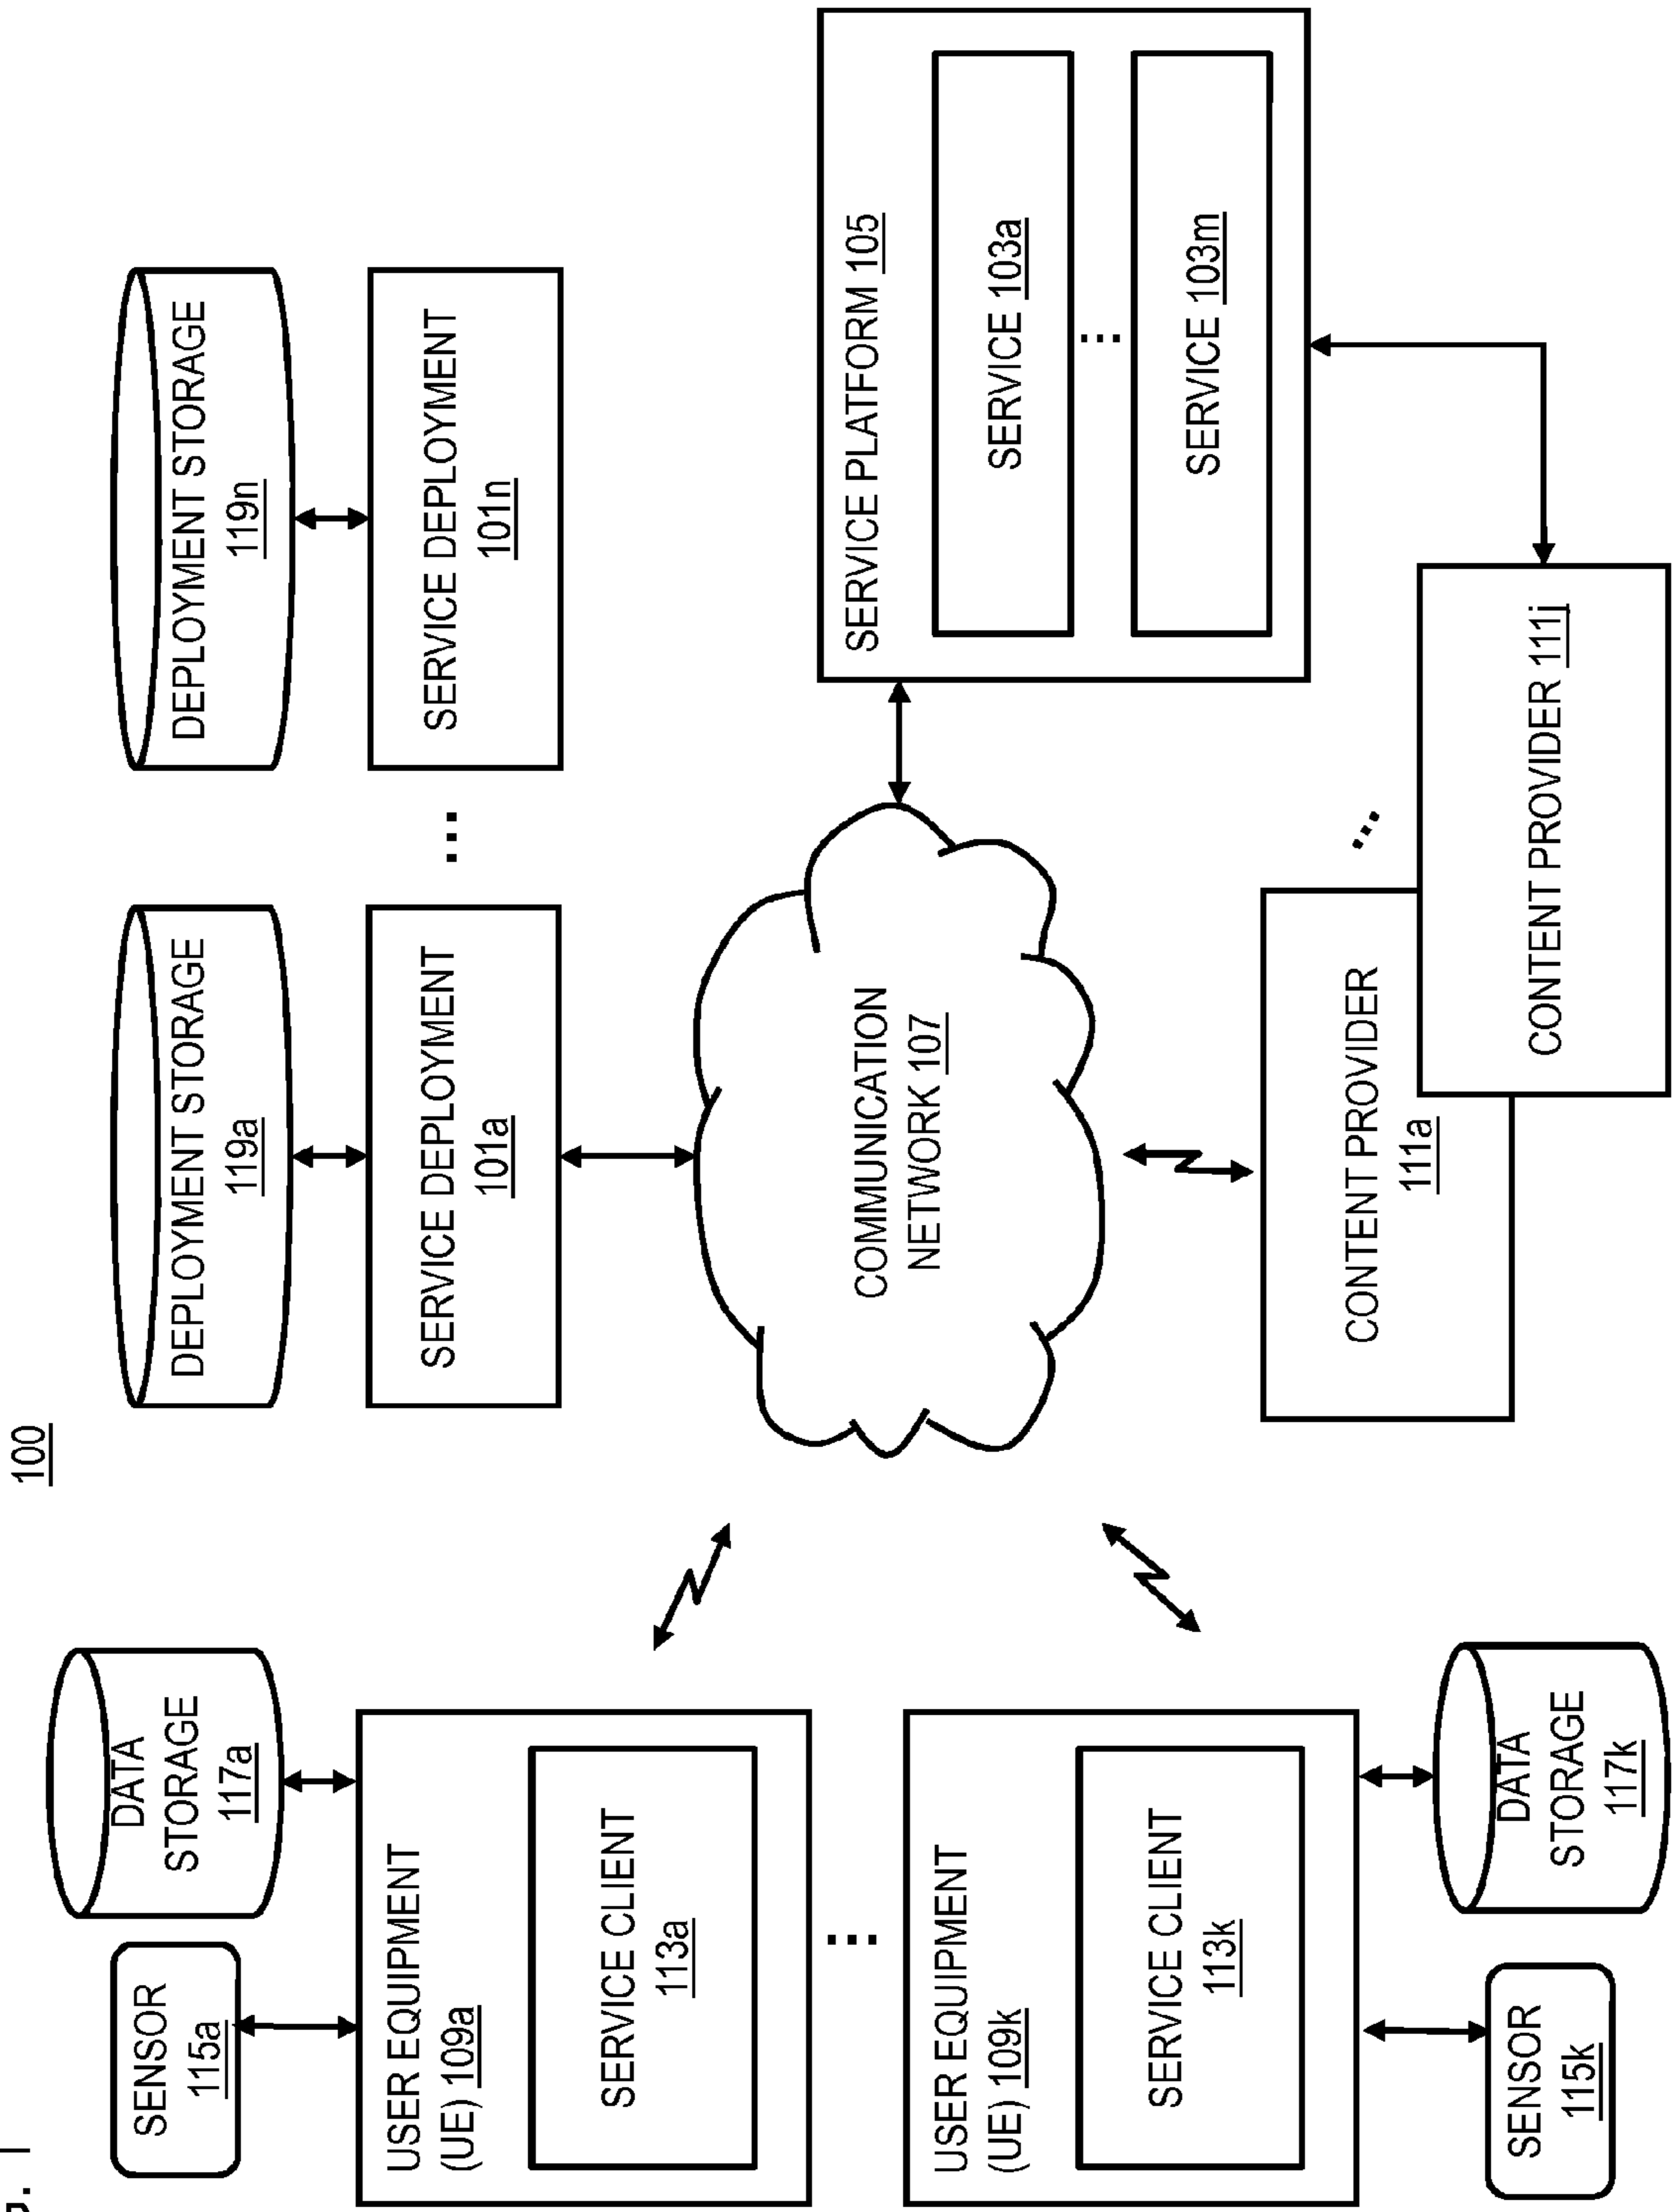 100
SENSOR
115a
DATA
STORAGE
117a
USER EQUIPMENT
(UE) 109a
SERVICE CLIENT
113a
...
USER EQUIPMENT
(UE) 109k
SERVICE CLIENT
113k
SENSOR
115k
DATA
STORAGE
117k
DEPLOYMENT STORAGE
119a
SERVICE DEPLOYMENT
101a
...
DEPLOYMENT STORAGE
119n
SERVICE DEPLOYMENT
101n
COMMUNICATION
NETWORK 107
SERVICE PLATFORM 105
SERVICE 103a
...
SERVICE 103m
CONTENT PROVIDER
111a
...
CONTENT PROVIDER 111j